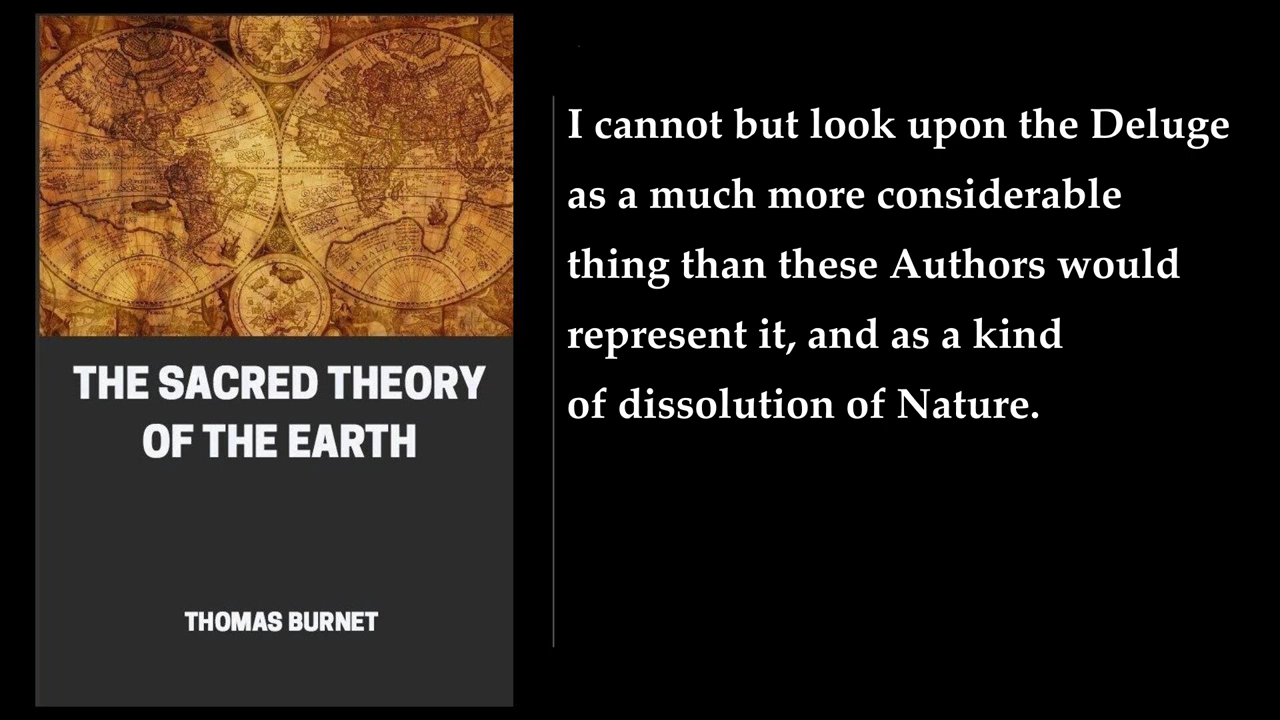 THE SACRED THEORY
OF THE EARTH
THOMAS BURNET
I cannot but look upon the Deluge
as a much more considerable
thing than these Authors would
represent it, and as a kind
of dissolution of Nature.